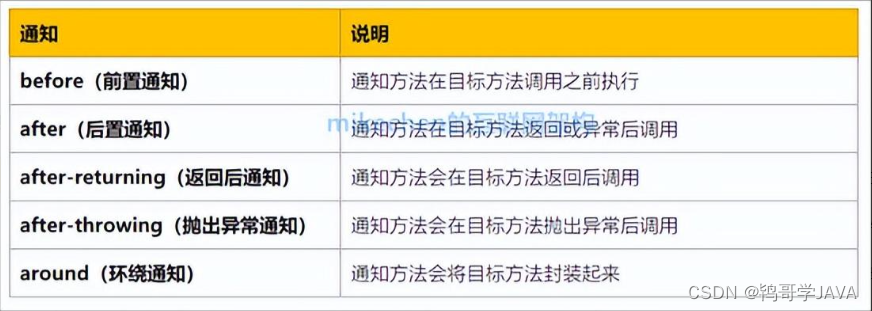 通知 说明
before（前置通知） 通知方法在目标方法调用之前执行
mikechen的互联网架构
after（后置通知） 通知方法在目标方法返回或异常后调用
after-returning（返回后通知） 通知方法会在目标方法返回后调用
after-throwing（抛出异常通知） 通知方法会在目标方法抛出异常后调用
around（环绕通知） 通知方法会将目标方法封装起来
CSDN @鸨哥学JAVA